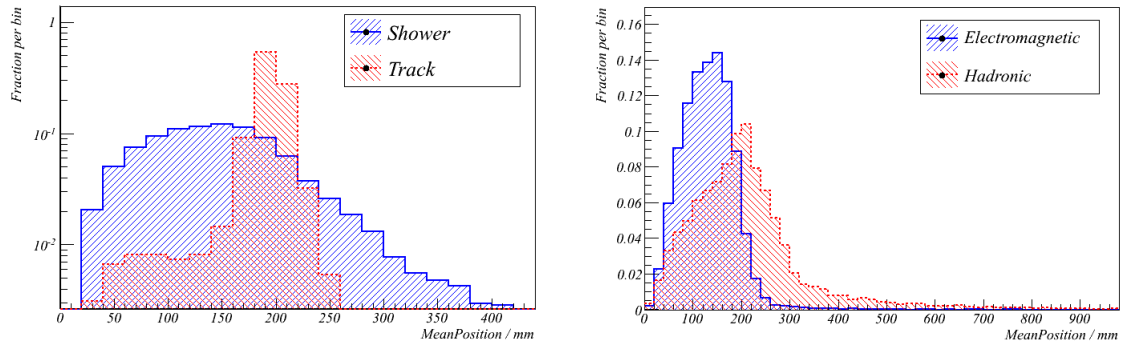 Fraction per bin
1
10-1
10-2
Shower
Track
0 50 100 150 200 250 300 350 400
MeanPosition / mm
Fraction per bin
0.16
0.14
0.12
0.1
0.08
0.06
0.04
0.02
0
Electromagnetic
Hadronic
0 100 200 300 400 500 600 700 800 900
MeanPosition / mm